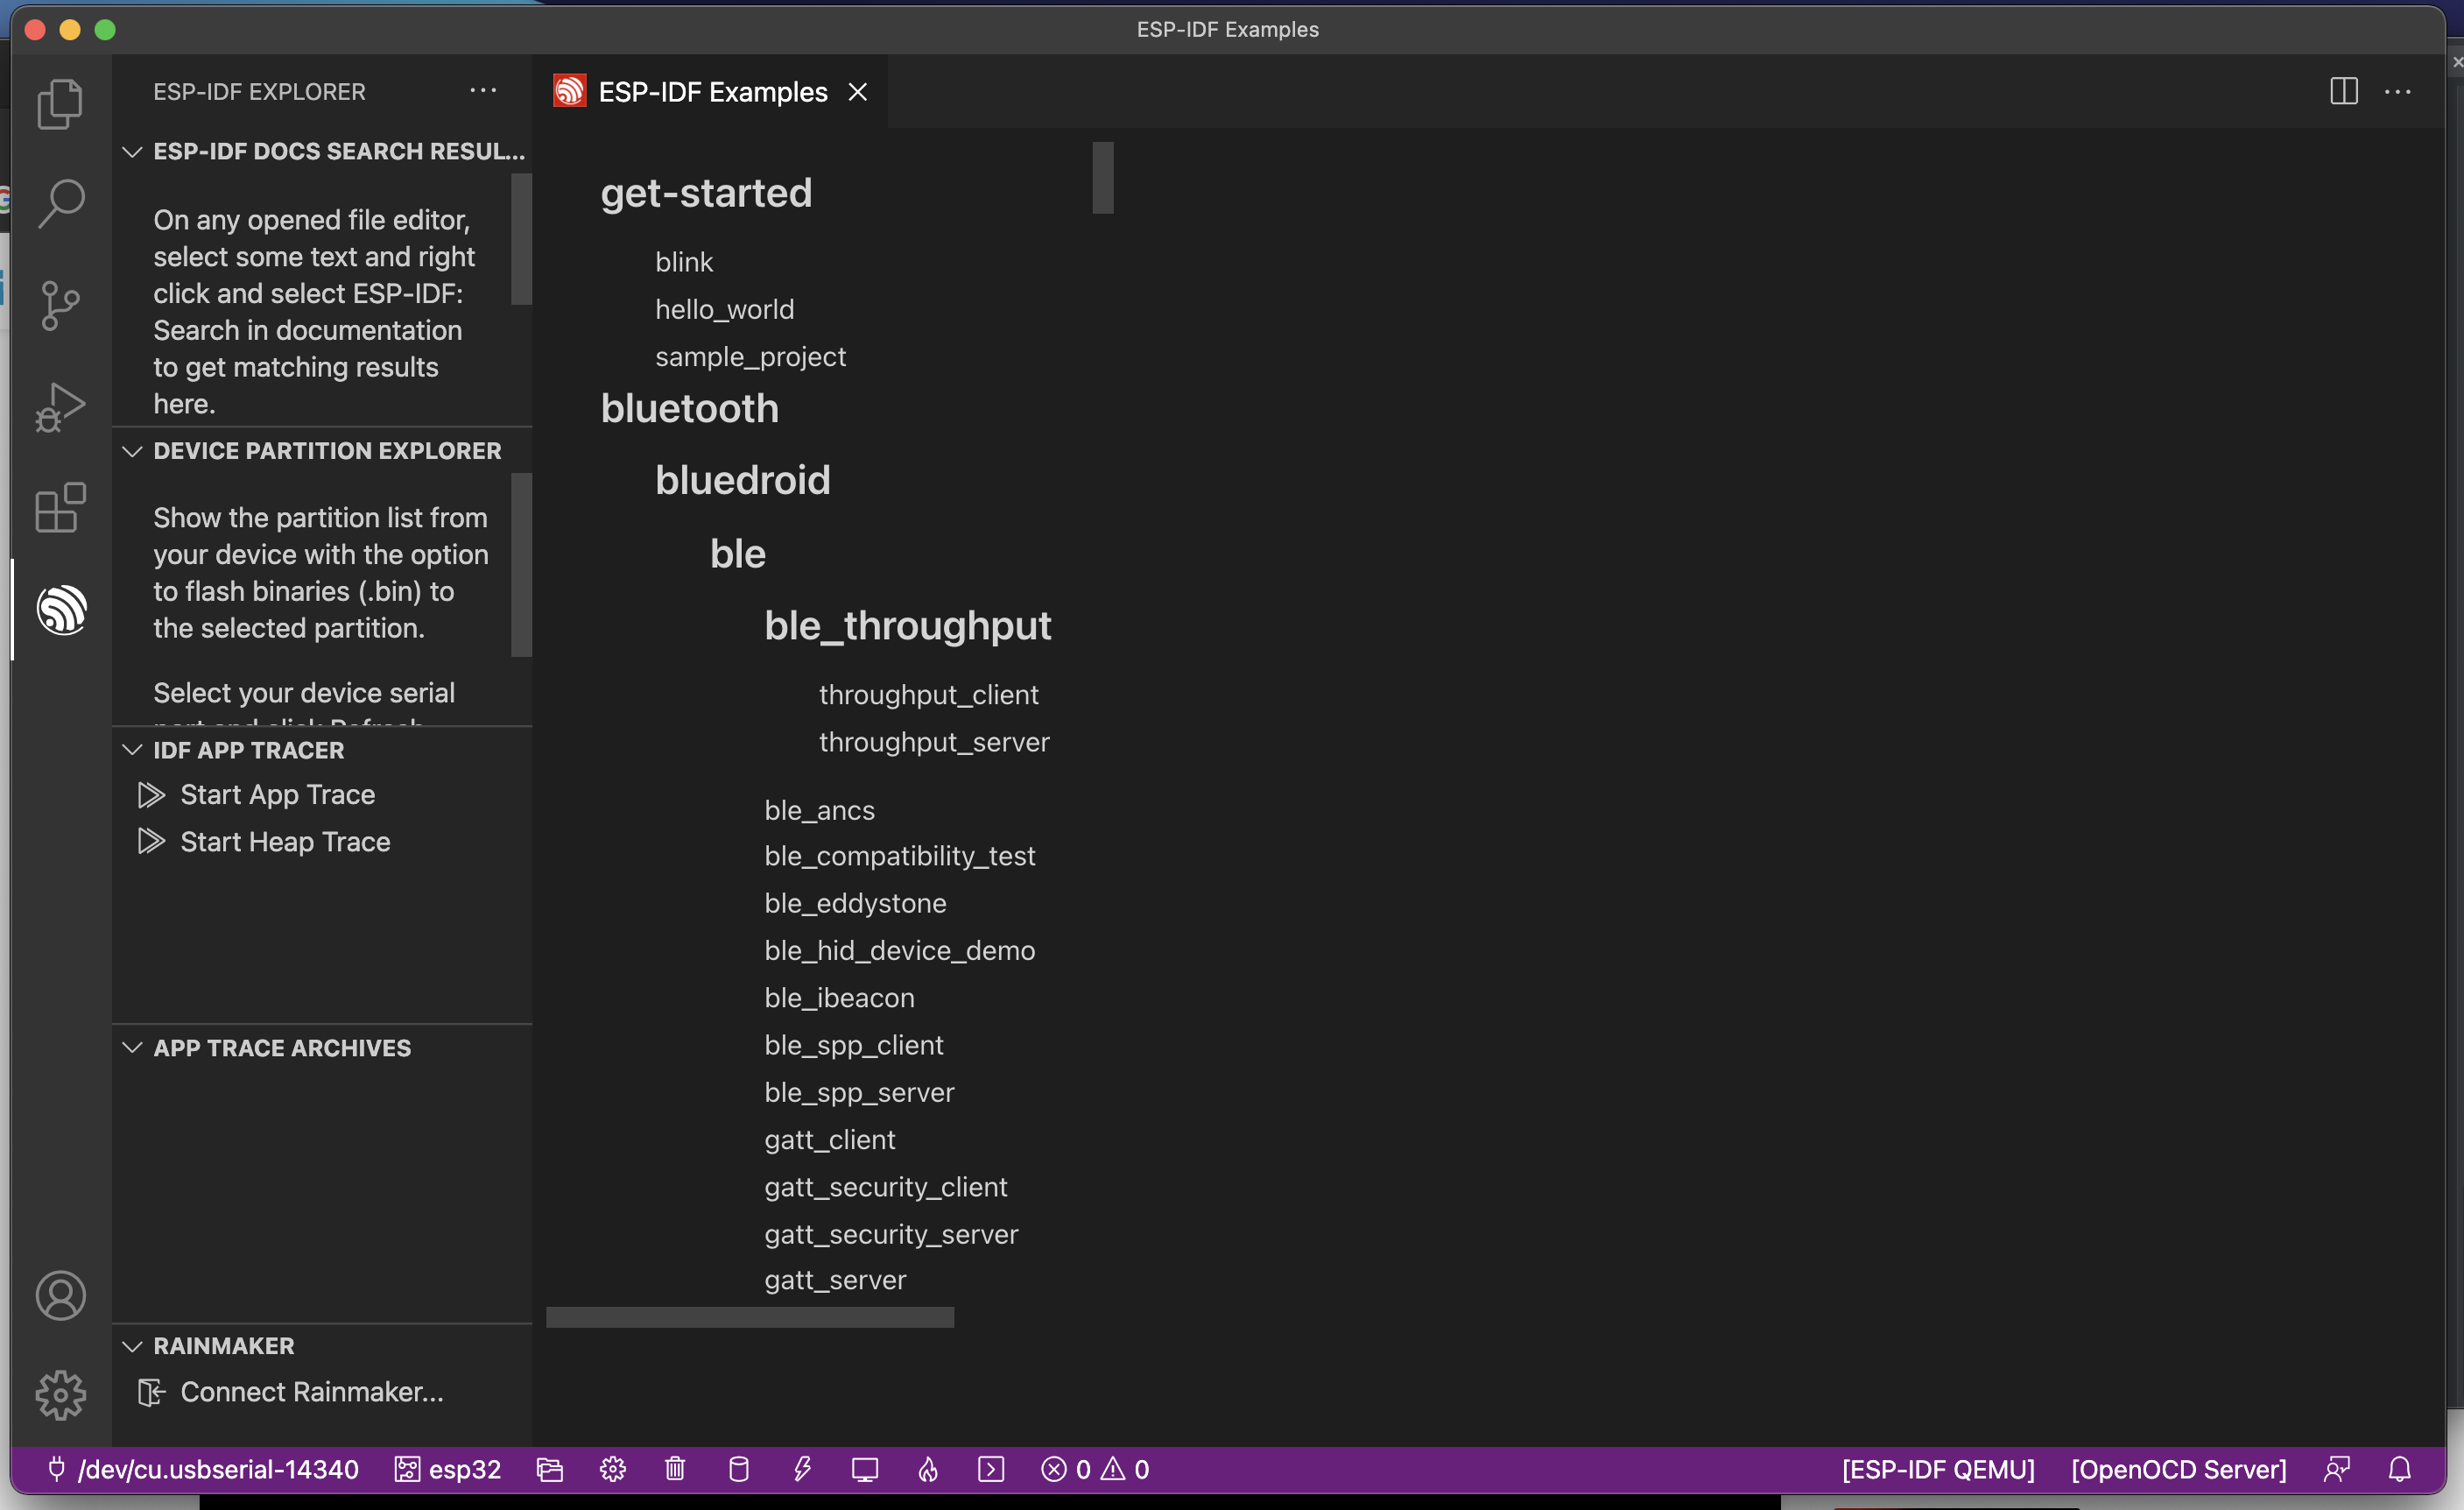 ESP-IDF Examples
ESP-IDF EXPLORER
ESP-IDF DOCS SEARCH RESUL...
On any opened file editor,
select some text and right
click and select ESP-IDF:
Search in documentation
to get matching results
here.
DEVICE PARTITION EXPLORER
Show the partition list from
your device with the option
to flash binaries (.bin) to
the selected partition.
Select your device serial
port and click Refresh
IDF APP TRACER
Start App Trace
Start Heap Trace
APP TRACE ARCHIVES
RAINMAKER
Connect Rainmaker...
ESP-IDF Examples
get-started
blink
hello_world
sample_project
bluetooth
bluedroid
ble
ble_throughput
throughput_client
throughput_server
ble_ancs
ble_compatibility_test
ble_eddystone
ble_hid_device_demo
ble_ibeacon
ble_spp_client
ble_spp_server
gatt_client
gatt_security_client
gatt_security_server
gatt_server
/dev/cu.usbserial-14340 esp32 0 0 [ESP-IDF QEMU] [OpenOCD Server]